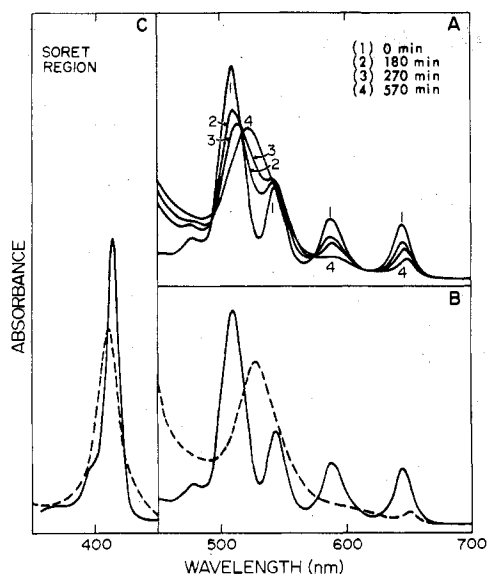 C
SORET
REGION
A
(1) 0 min
(2) 180 min
(3) 270 min
(4) 570 min
2
4
3
3
2
4
4
B
ABSORBANCE
400
500
600
700
WAVELENGTH (nm)